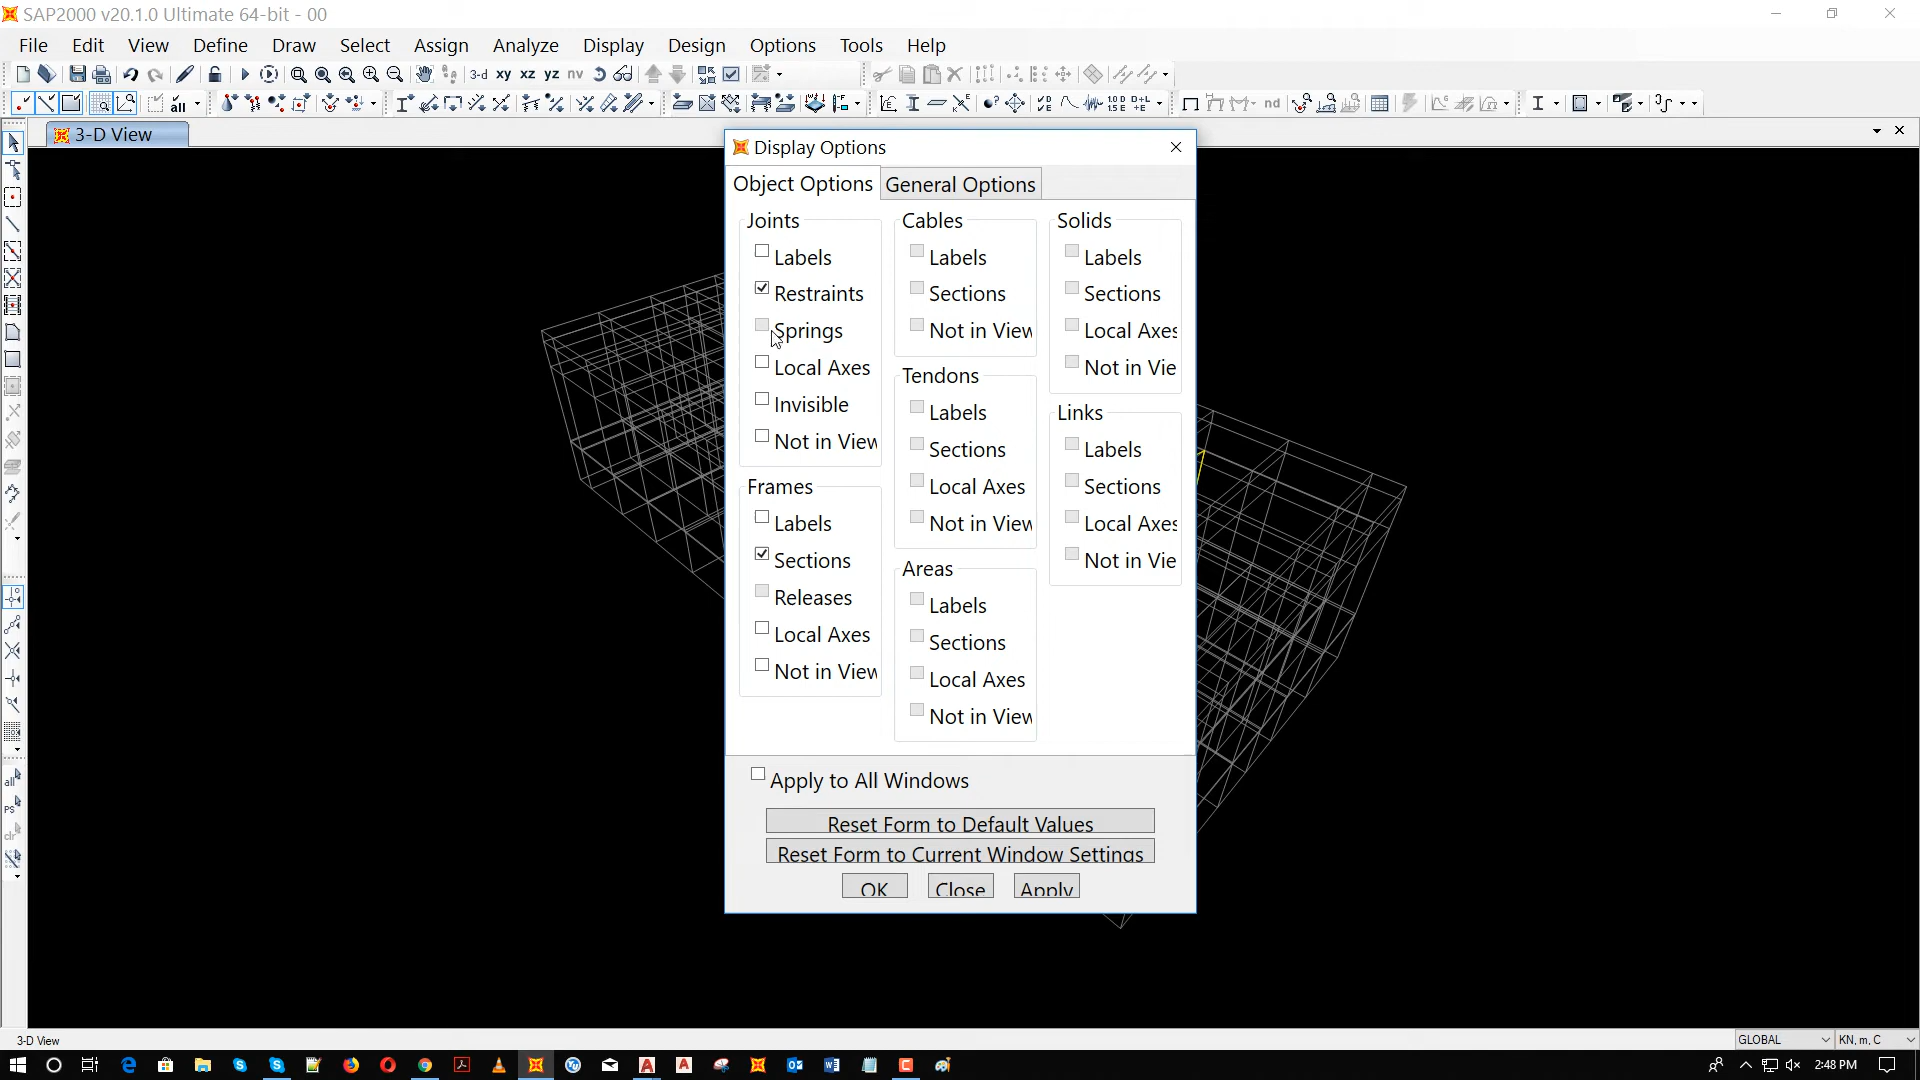 SAP2000 v20.1.0 Ultimate 64-bit - 00
File Edit View Define Draw Select Assign Analyze Display Design Options Tools Help
3-d xy xz yz nv
all
nd
3-D View
Display Options
Object Options General Options
Joints
Labels
Restraints
Springs
Local Axes
Invisible
Not in View
Frames
Labels
Sections
Releases
Local Axes
Not in View
Cables
Labels
Sections
Not in View
Tendons
Labels
Sections
Local Axes
Not in View
Areas
Labels
Sections
Local Axes
Not in View
Solids
Labels
Sections
Local Axes
Not in Vie
Links
Labels
Sections
Local Axes
Not in Vie
Apply to All Windows
Reset Form to Default Values
Reset Form to Current Window Settings
OK Close Apply
all
PS
clr
3-D View
GLOBAL
KN, m, C
2:48 PM